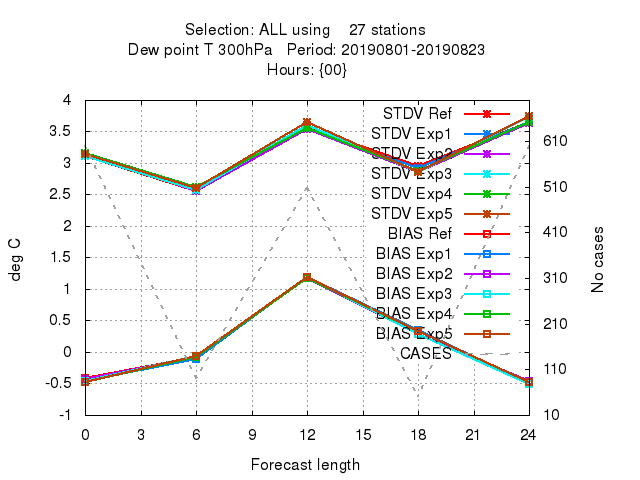 Selection: ALL using 27 stations
Dew point T 300hPa Period: 20190801-20190823
Hours: {00}
4
3.5
3
2.5
2
1.5
1
0.5
0
-0.5
-1
deg C
610
510
410
310
210
110
10
No cases
STDV Ref
STDV Exp1
STDV Exp2
STDV Exp3
STDV Exp4
STDV Exp5
BIAS Ref
BIAS Exp1
BIAS Exp2
BIAS Exp3
BIAS Exp4
BIAS Exp5
CASES
0 3 6 9 12 15 18 21 24
Forecast length